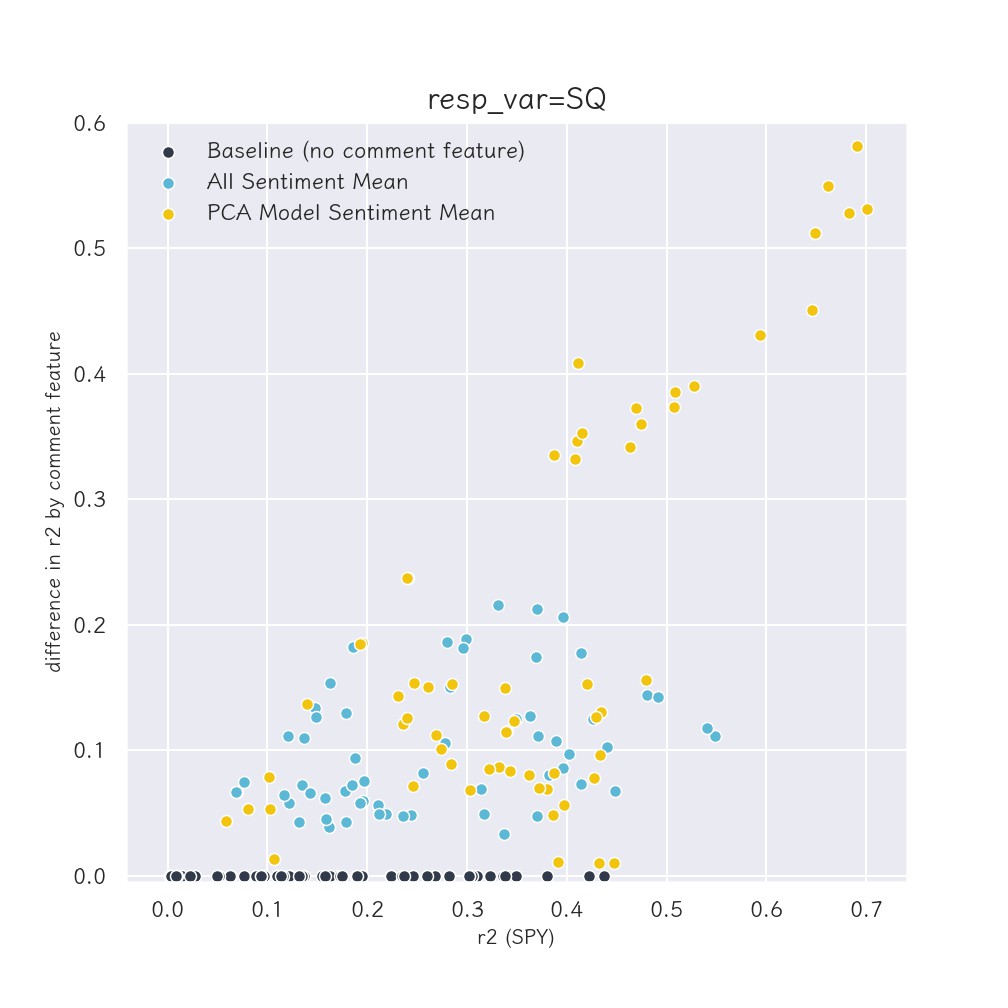 resp_var=SQ
Baseline (no comment feature)
All Sentiment Mean
PCA Model Sentiment Mean
difference in r2 by comment feature
0.6
0.5
0.4
0.3
0.2
0.1
0.0
0.0 0.1 0.2 0.3 0.4 0.5 0.6 0.7
r2 (SPY)